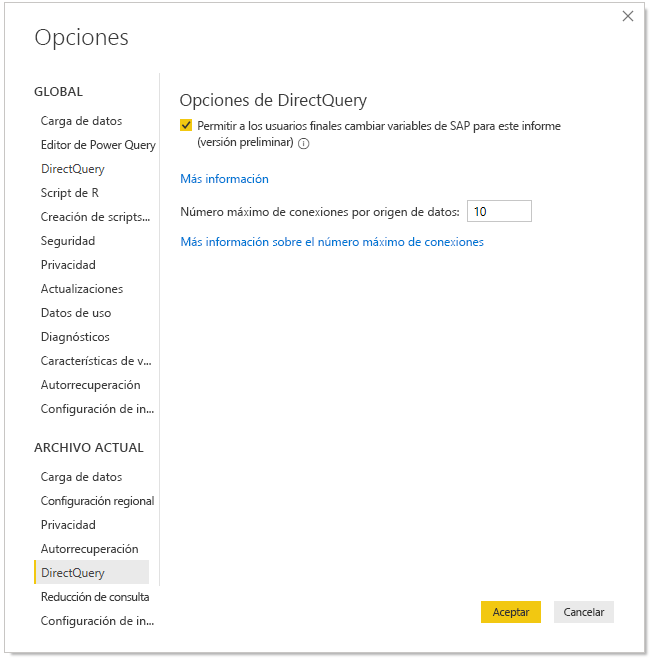 Opciones
GLOBAL
Carga de datos
Editor de Power Query
DirectQuery
Script de R
Creación de scripts...
Seguridad
Privacidad
Actualizaciones
Datos de uso
Diagnósticos
Características de v...
Autorrecuperación
Configuración de in...
ARCHIVO ACTUAL
Carga de datos
Configuración regional
Privacidad
Autorrecuperación
DirectQuery
Reducción de consulta
Configuración de in...
Opciones de DirectQuery
Permitir a los usuarios finales cambiar variables de SAP para este informe
(versión preliminar)
Más información
Número máximo de conexiones por origen de datos: 10
Más información sobre el número máximo de conexiones
Aceptar
Cancelar